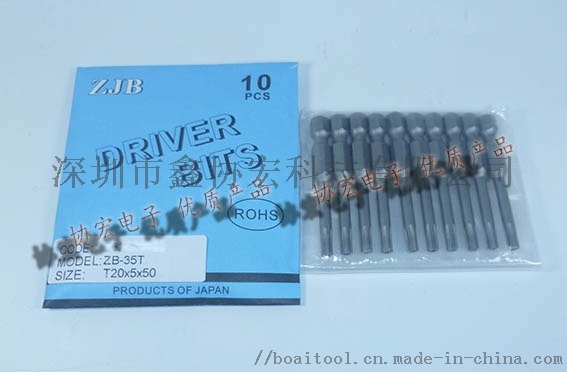 ZJB
10
PCS
DRIVER
BITS
深圳市鑫协宏科技有限公司
协宏电子 优质产品
协宏电子 优质产品
ROHS
CODE:
MODEL:ZB-35T
SIZE: T20x5x50
PRODUCTS OF JAPAN
https://boaitool.cn.made-in-china.com/